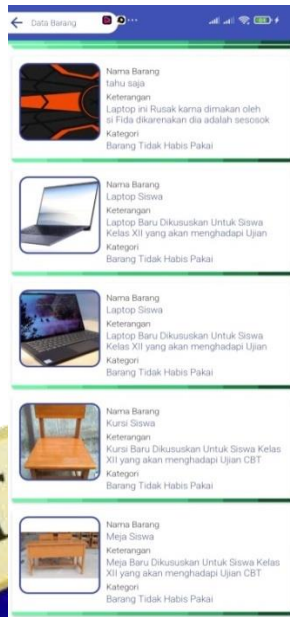 Data Barang
Nama Barang
tahu saja
Keterangan
Laptop ini Rusak karna dimakan oleh
si Fida dikarenakan dia adalah sesosok
Kategori
Barang Tidak Habis Pakai
Nama Barang
Laptop Siswa
Keterangan
Laptop Baru Dikususkan Untuk Siswa
Kelas XII yang akan menghadapi Ujian
Kategori
Barang Tidak Habis Pakai
Nama Barang
Laptop Siswa
Keterangan
Laptop Baru Dikususkan Untuk Siswa
Kelas XII yang akan menghadapi Ujian
Kategori
Barang Tidak Habis Pakai
Nama Barang
Kursi Siswa
Keterangan
Kursi Baru Dikususkan Untuk Siswa Kelas
XII yang akan menghadapi Ujian CBT
Kategori
Barang Tidak Habis Pakai
Nama Barang
Meja Siswa
Keterangan
Meja Baru Dikususkan Untuk Siswa Kelas
XII yang akan menghadapi Ujian CBT
Kategori
Barang Tidak Habis Pakai